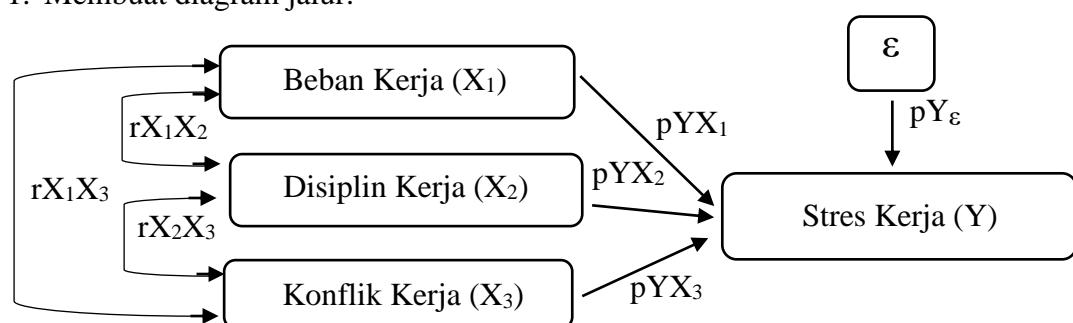 1. Membuat diagram jalur:
ε
Beban Kerja (X₁)
pYX₁
pYε
rX₁X₂
rX₁X₃
Disiplin Kerja (X₂)
pYX₂
Stres Kerja (Y)
rX₂X₃
Konflik Kerja (X₃)
pYX₃